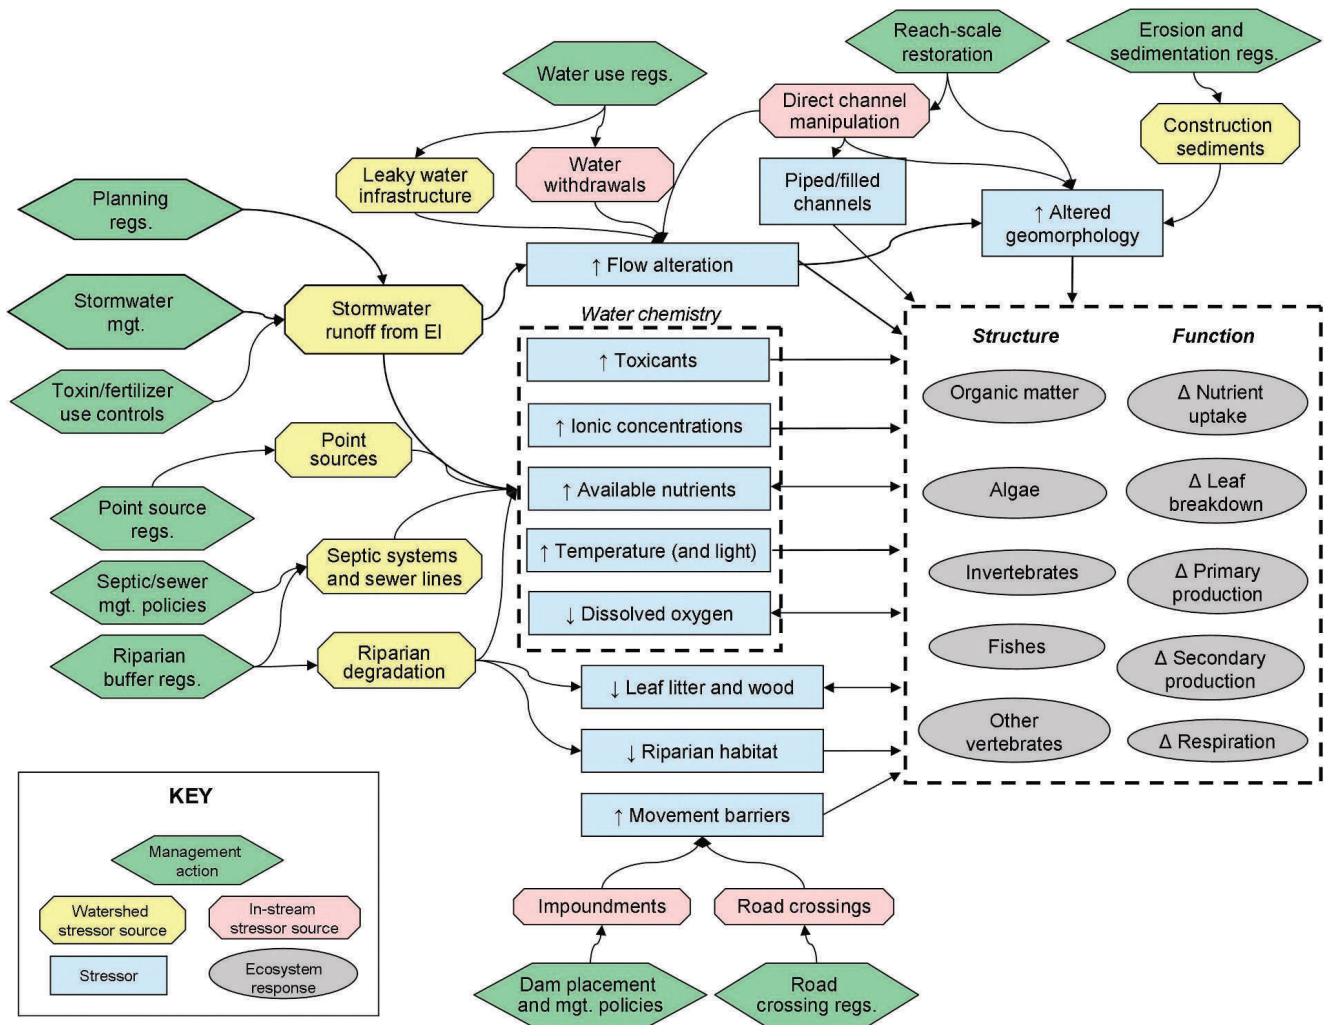 Reach-scale
restoration
Erosion and
sedimentation regs.
Water use regs.
Direct channel
manipulation
Construction
sediments
Leaky water
infrastructure
Water
withdrawals
Piped/filled
channels
Planning
regs.
↑ Altered
geomorphology
↑ Flow alteration
Stormwater
mgt.
Stormwater
runoff from EI
Water chemistry
Structure
Function
↑ Toxicants
Toxin/fertilizer
use controls
Organic matter
Δ Nutrient
uptake
↑ Ionic concentrations
Point
sources
↑ Available nutrients
Algae
Δ Leaf
breakdown
Point source
regs.
↑ Temperature (and light)
Septic systems
and sewer lines
Invertebrates
Δ Primary
production
Septic/sewer
mgt. policies
↓ Dissolved oxygen
Riparian
buffer regs.
Riparian
degradation
Fishes
Δ Secondary
production
↓ Leaf litter and wood
Other
vertebrates
Δ Respiration
↓ Riparian habitat
↑ Movement barriers
KEY
Management
action
Watershed
stressor source
In-stream
stressor source
Stressor
Ecosystem
response
Impoundments
Road crossings
Dam placement
and mgt. policies
Road
crossing regs.